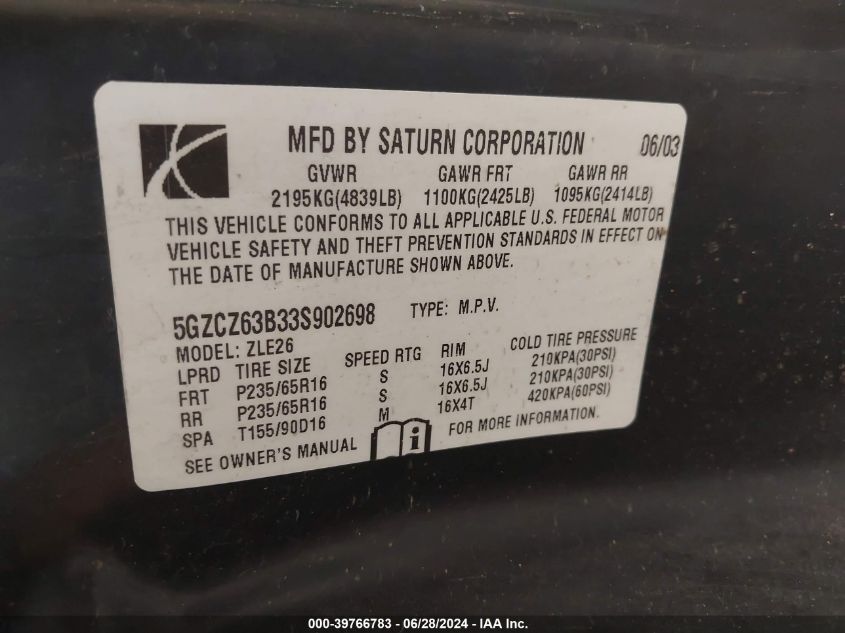 MFD BY SATURN CORPORATION 06/03
GVWR GAWR FRT GAWR RR
2195KG(4839LB) 1100KG(2425LB) 1095KG(2414LB)
THIS VEHICLE CONFORMS TO ALL APPLICABLE U.S. FEDERAL MOTOR
VEHICLE SAFETY AND THEFT PREVENTION STANDARDS IN EFFECT ON
THE DATE OF MANUFACTURE SHOWN ABOVE.
5GZCZ63B33S902698 TYPE: M.P.V.
MODEL: ZLE26
LPRD TIRE SIZE SPEED RTG RIM COLD TIRE PRESSURE
FRT P235/65R16 S 16X6.5J 210KPA(30PSI)
RR P235/65R16 S 16X6.5J 210KPA(30PSI)
SPA T155/90D16 M 16X4T 420KPA(60PSI)
SEE OWNER'S MANUAL i FOR MORE INFORMATION.
000-39766783 - 06/28/2024 - IAA Inc.